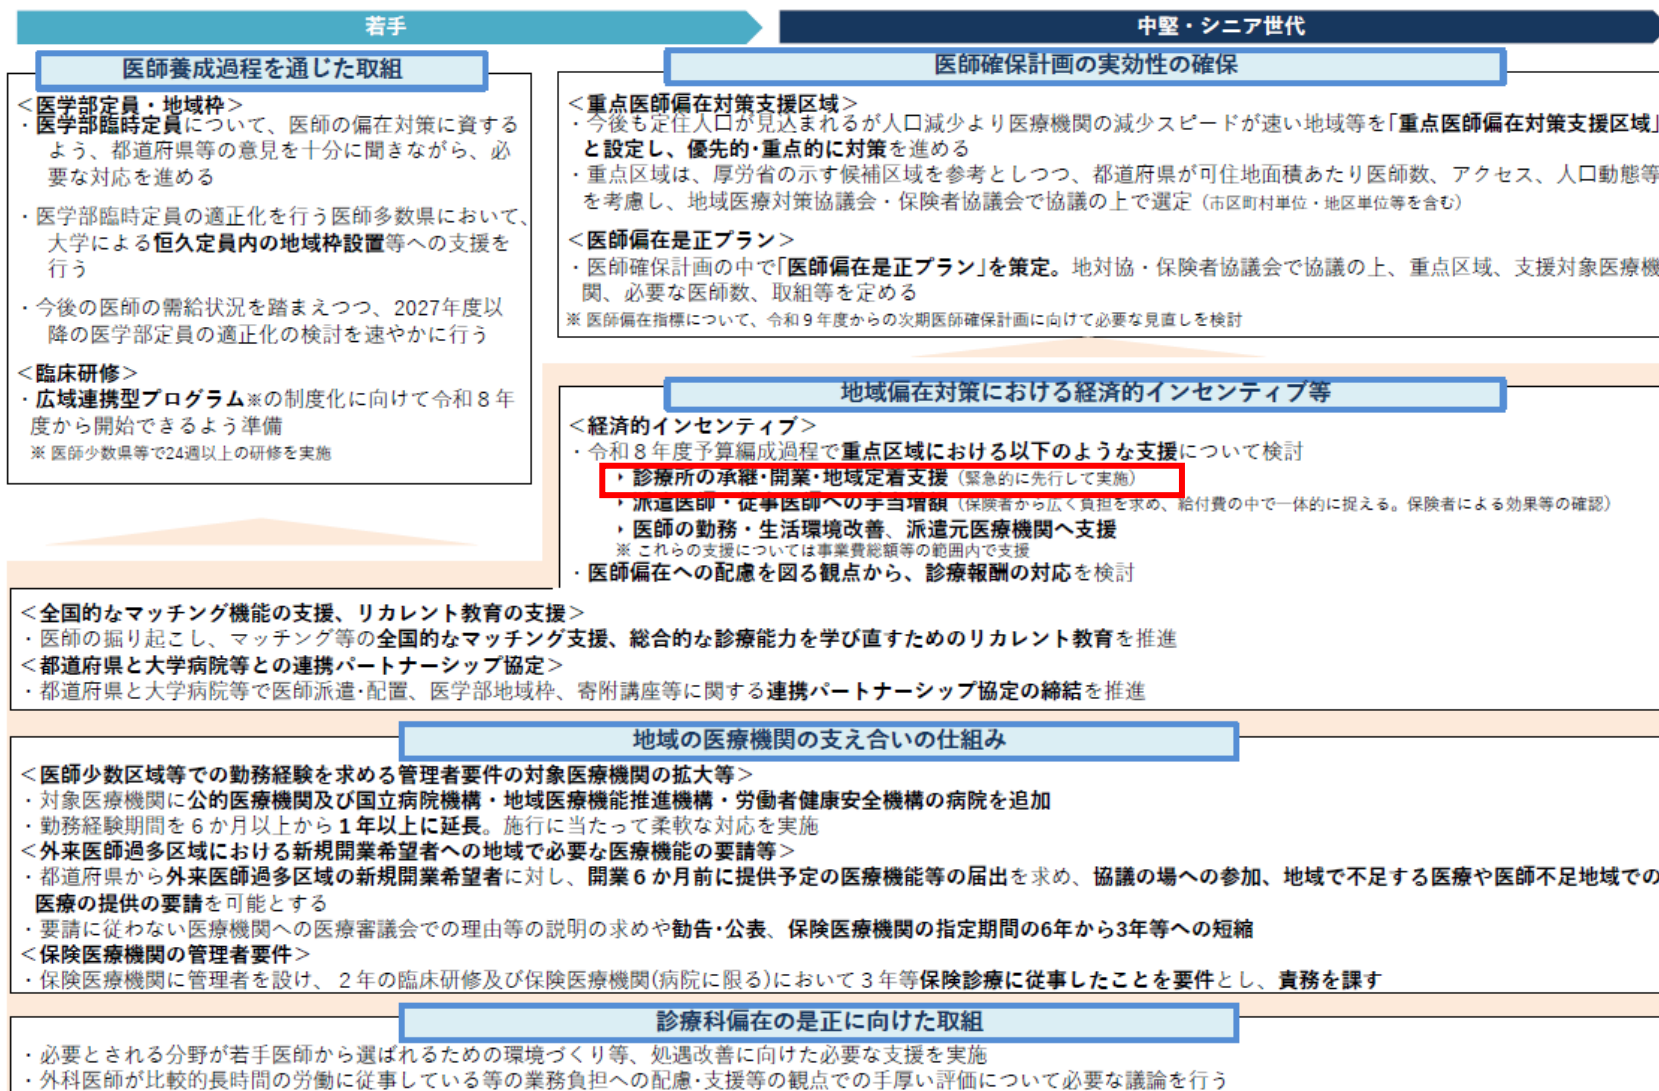 若手
中堅・シニア世代
医師養成過程を通じた取組
＜医学部定員・地域枠＞
・医学部臨時定員について、医師の偏在対策に資する
よう、都道府県等の意見を十分に聞きながら、必
要な対応を進める
・医学部臨時定員の適正化を行う医師多数県において、
大学による恒久定員内の地域枠設置等への支援を
行う
・今後の医師の需給状況を踏まえつつ、2027年度以
降の医学部定員の適正化の検討を速やかに行う
＜臨床研修＞
・広域連携型プログラム※の制度化に向けて令和８年
度から開始できるよう準備
※ 医師少数県等で24週以上の研修を実施
医師確保計画の実効性の確保
＜重点医師偏在対策支援区域＞
・今後も定住人口が見込まれるが人口減少より医療機関の減少スピードが速い地域等を｢重点医師偏在対策支援区域｣
と設定し、優先的･重点的に対策を進める
・重点区域は、厚労省の示す候補区域を参考としつつ、都道府県が可住地面積あたり医師数、アクセス、人口動態等
を考慮し、地域医療対策協議会・保険者協議会で協議の上で選定（市区町村単位・地区単位等を含む）
＜医師偏在是正プラン＞
・医師確保計画の中で｢医師偏在是正プラン｣を策定。地対協・保険者協議会で協議の上、重点区域、支援対象医療機
関、必要な医師数、取組等を定める
※ 医師偏在指標について、令和９年度からの次期医師確保計画に向けて必要な見直しを検討
地域偏在対策における経済的インセンティブ等
＜経済的インセンティブ＞
・令和８年度予算編成過程で重点区域における以下のような支援について検討
‣ 診療所の承継･開業･地域定着支援（緊急的に先行して実施）
‣ 派遣医師・従事医師への手当増額（保険者から広く負担を求め、給付費の中で一体的に捉える。保険者による効果等の確認）
‣ 医師の勤務・生活環境改善、派遣元医療機関へ支援
※ これらの支援については事業費総額等の範囲内で支援
・医師偏在への配慮を図る観点から、診療報酬の対応を検討
＜全国的なマッチング機能の支援、リカレント教育の支援＞
・医師の掘り起こし、マッチング等の全国的なマッチング支援、総合的な診療能力を学び直すためのリカレント教育を推進
＜都道府県と大学病院等との連携パートナーシップ協定＞
・都道府県と大学病院等で医師派遣･配置、医学部地域枠、寄附講座等に関する連携パートナーシップ協定の締結を推進
地域の医療機関の支え合いの仕組み
＜医師少数区域等での勤務経験を求める管理者要件の対象医療機関の拡大等＞
・対象医療機関に公的医療機関及び国立病院機構・地域医療機能推進機構・労働者健康安全機構の病院を追加
・勤務経験期間を６か月以上から１年以上に延長。施行に当たって柔軟な対応を実施
＜外来医師過多区域における新規開業希望者への地域で必要な医療機能の要請等＞
・都道府県から外来医師過多区域の新規開業希望者に対し、開業６か月前に提供予定の医療機能等の届出を求め、協議の場への参加、地域で不足する医療や医師不足地域での
医療の提供の要請を可能とする
・要請に従わない医療機関への医療審議会での理由等の説明の求めや勧告･公表、保険医療機関の指定期間の6年から3年等への短縮
＜保険医療機関の管理者要件＞
・保険医療機関に管理者を設け、２年の臨床研修及び保険医療機関(病院に限る)において３年等保険診療に従事したことを要件とし、責務を課す
診療科偏在の是正に向けた取組
・必要とされる分野が若手医師から選ばれるための環境づくり等、処遇改善に向けた必要な支援を実施
・外科医師が比較的長時間の労働に従事している等の業務負担への配慮･支援等の観点での手厚い評価について必要な議論を行う